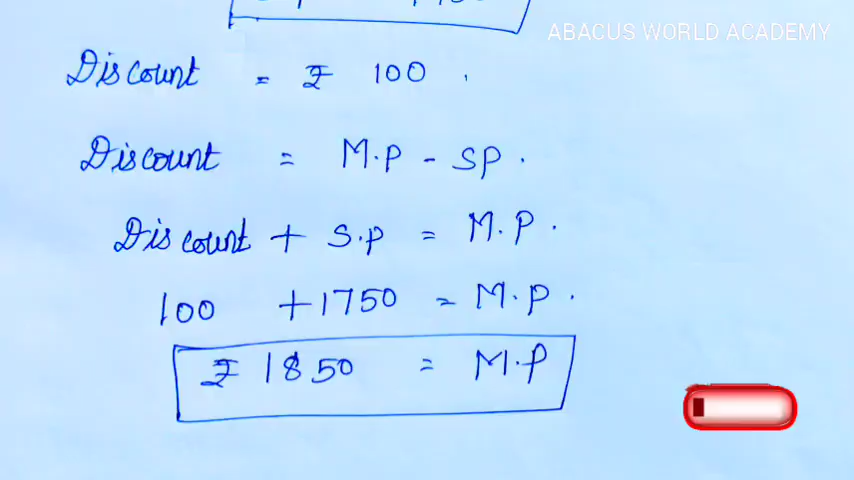 ABACUS WORLD ACADEMY
Discount = ₹ 100.
Discount = M.P - SP.
Discount + S.P = M.P.
100 + 1750 = M.P.
₹ 1850 = M.P